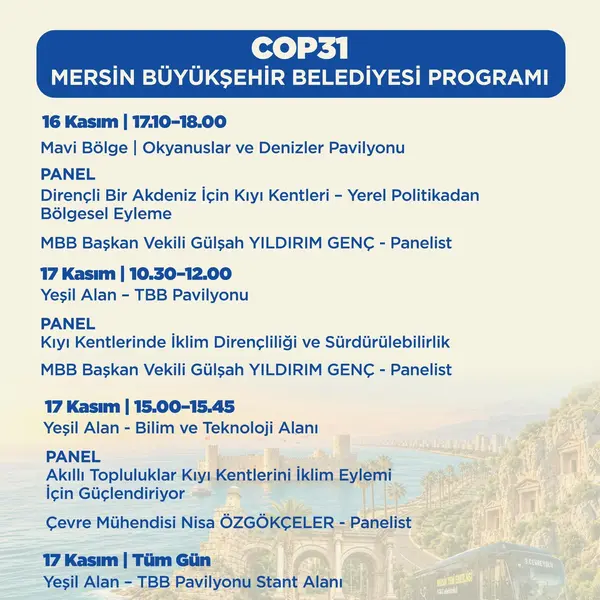 COP31
MERSİN BÜYÜKŞEHİR BELEDİYESİ PROGRAMI
16 Kasım | 17.10–18.00
Mavi Bölge | Okyanuslar ve Denizler Pavilyonu
PANEL
Dirençli Bir Akdeniz İçin Kıyı Kentleri – Yerel Politikadan
Bölgesel Eyleme
MBB Başkan Vekili Gülşah YILDIRIM GENÇ - Panelist
17 Kasım | 10.30–12.00
Yeşil Alan – TBB Pavilyonu
PANEL
Kıyı Kentlerinde İklim Dirençliliği ve Sürdürülebilirlik
MBB Başkan Vekili Gülşah YILDIRIM GENÇ - Panelist
17 Kasım | 15.00–15.45
Yeşil Alan - Bilim ve Teknoloji Alanı
PANEL
Akıllı Topluluklar Kıyı Kentlerini İklim Eylemi
İçin Güçlendiriyor
Çevre Mühendisi Nisa ÖZGÖKÇELER - Panelist
17 Kasım | Tüm Gün
Yeşil Alan – TBB Pavilyonu Stant Alanı